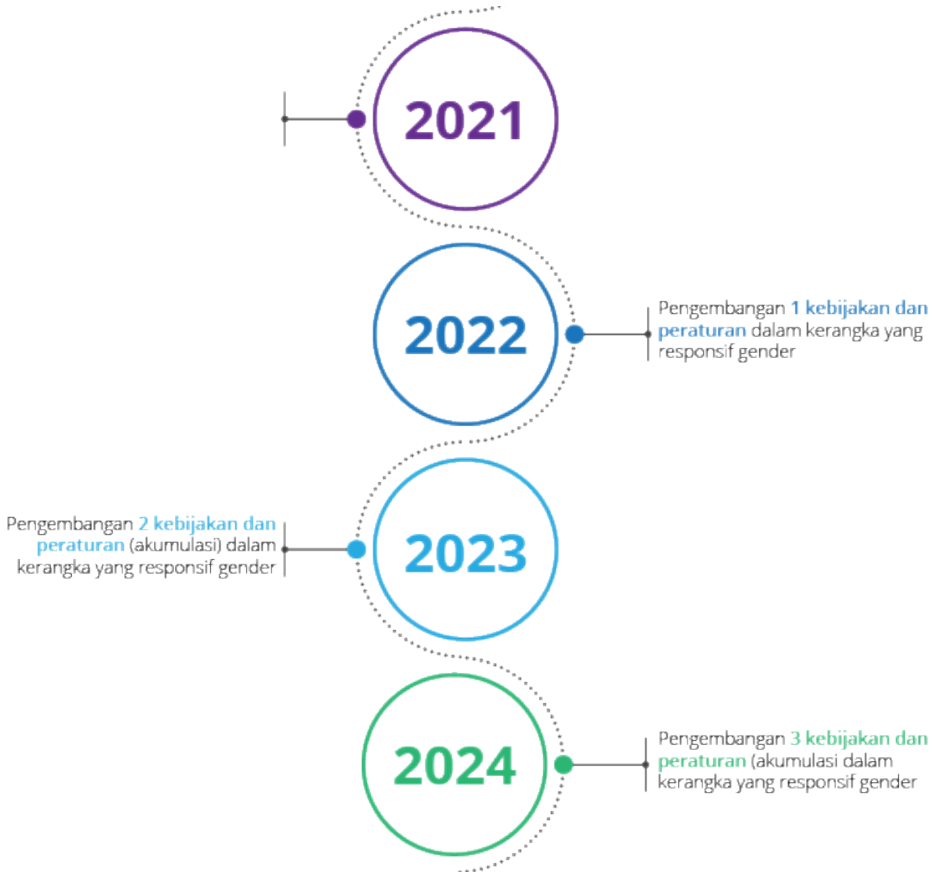 2021
2022
Pengembangan 1 kebijakan dan
peraturan dalam kerangka yang
responsif gender
Pengembangan 2 kebijakan dan
peraturan (akumulasi) dalam
kerangka yang responsif gender
2023
2024
Pengembangan 3 kebijakan dan
peraturan (akumulasi dalam
kerangka yang responsif gender